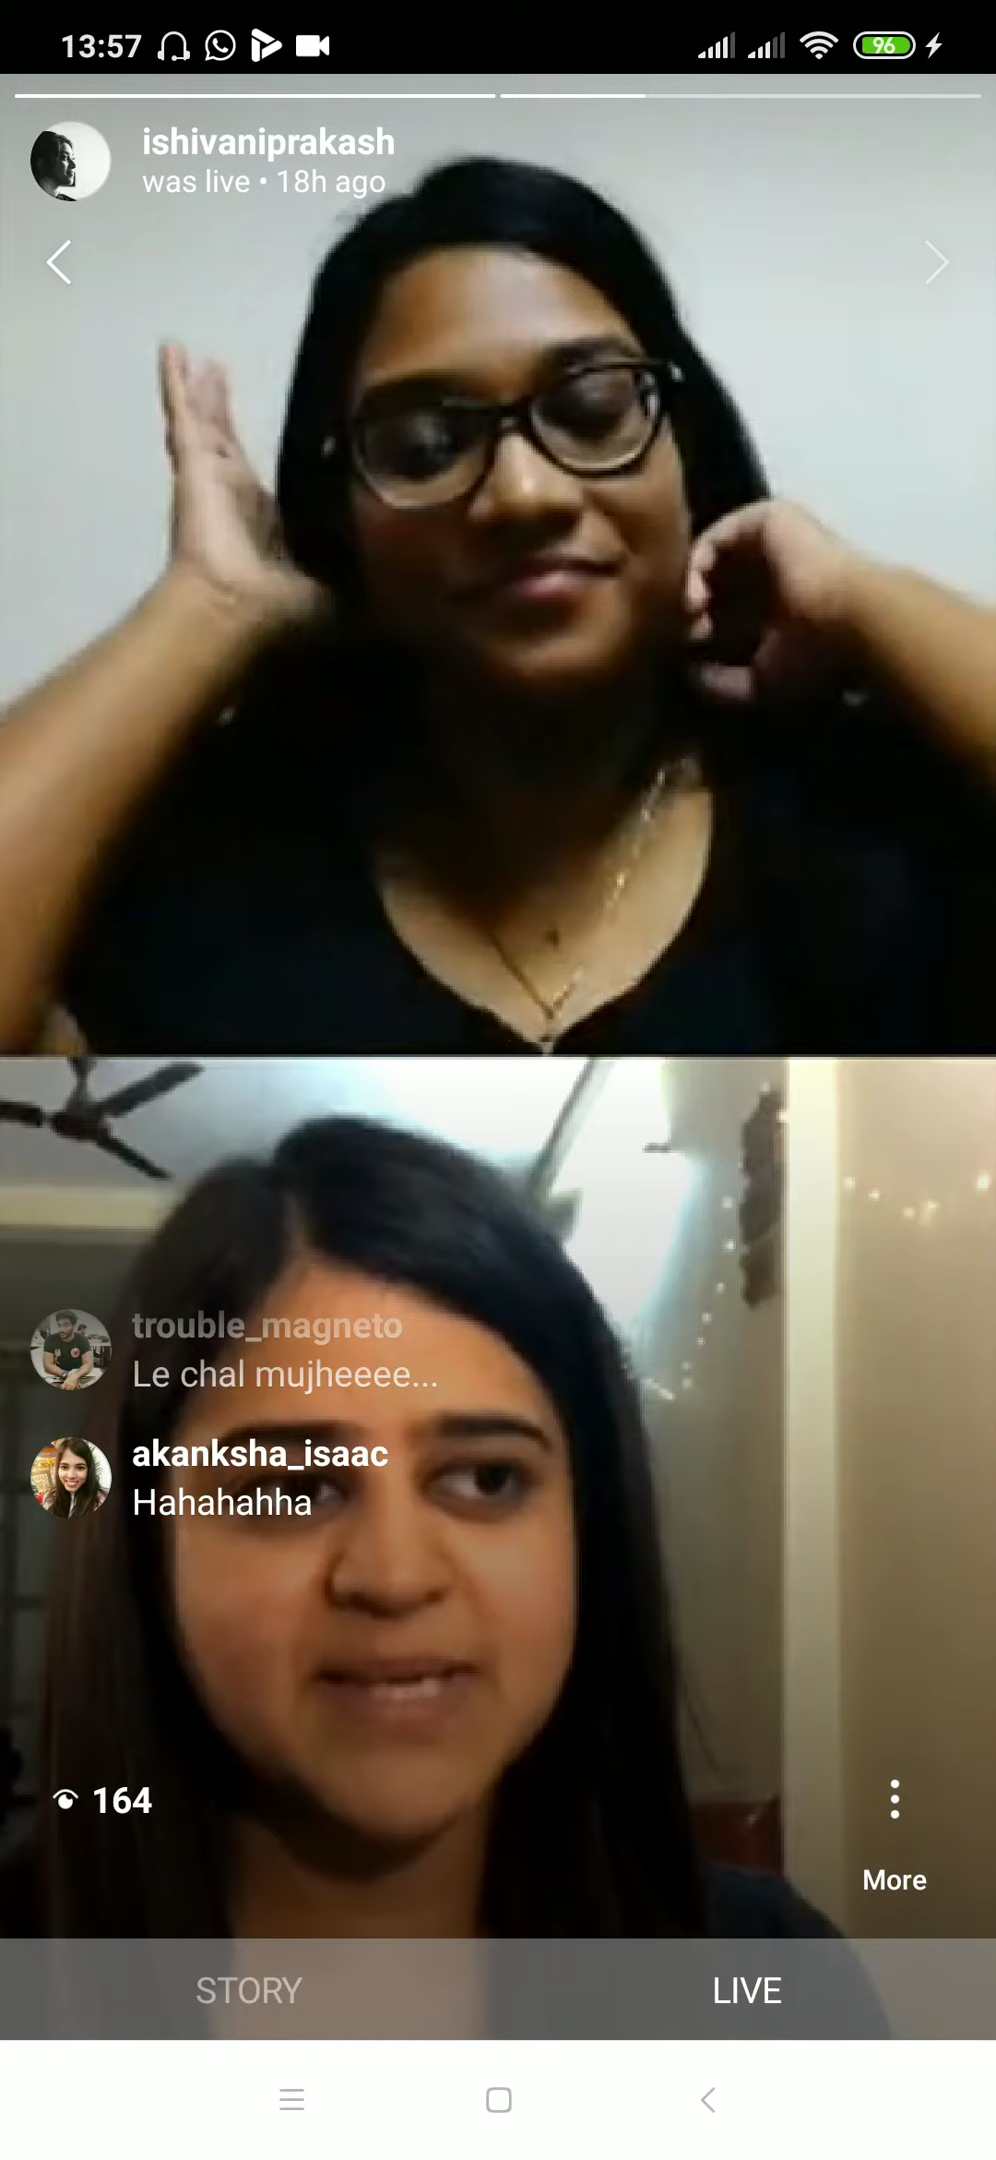 13:57
96
ishivaniprakash
was live • 18h ago
trouble_magneto
Le chal mujheeee...
akanksha_isaac
Hahahahha
164
More
STORY
LIVE